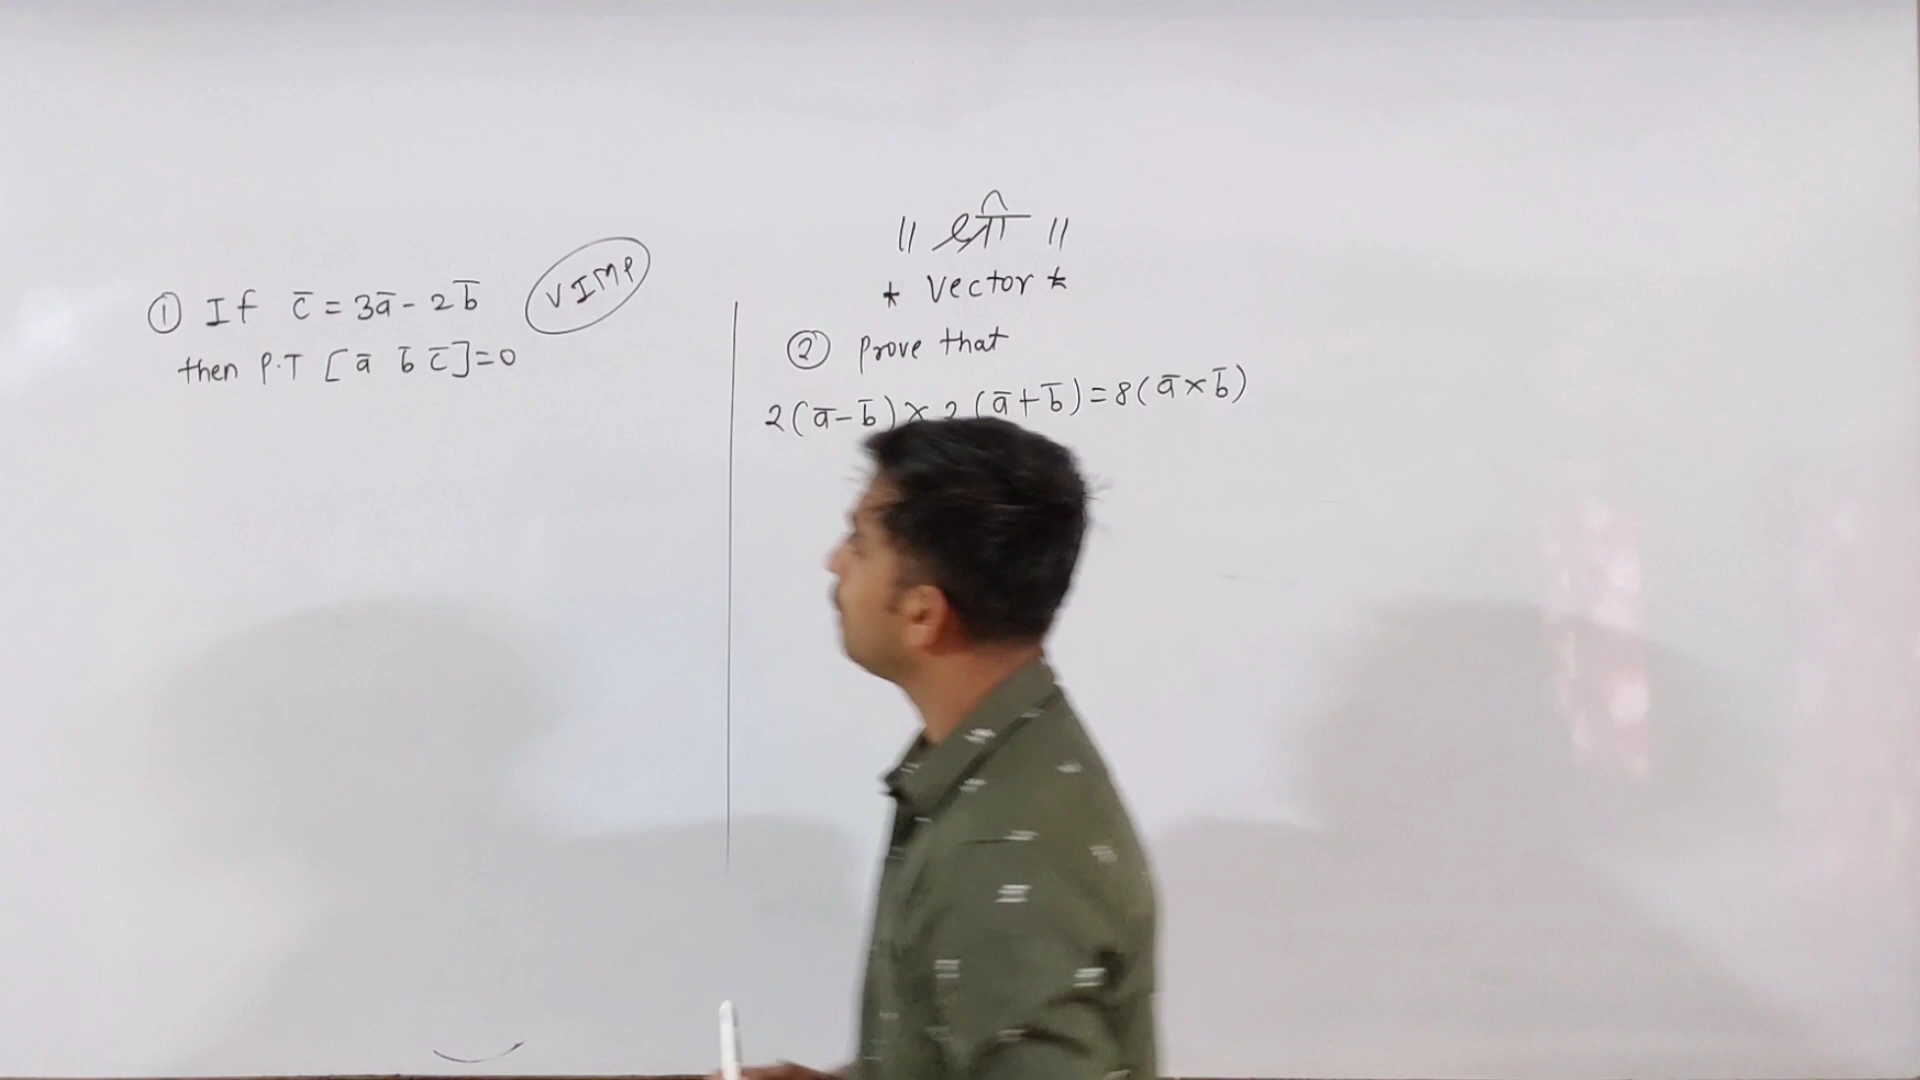 || श्री ||
* Vector *
① If c̄ = 3ā - 2b̄
then P.T [ā b̄ c̄] = 0
VIMP
② Prove that
2(ā - b̄) × 2(ā + b̄) = 8(ā × b̄)